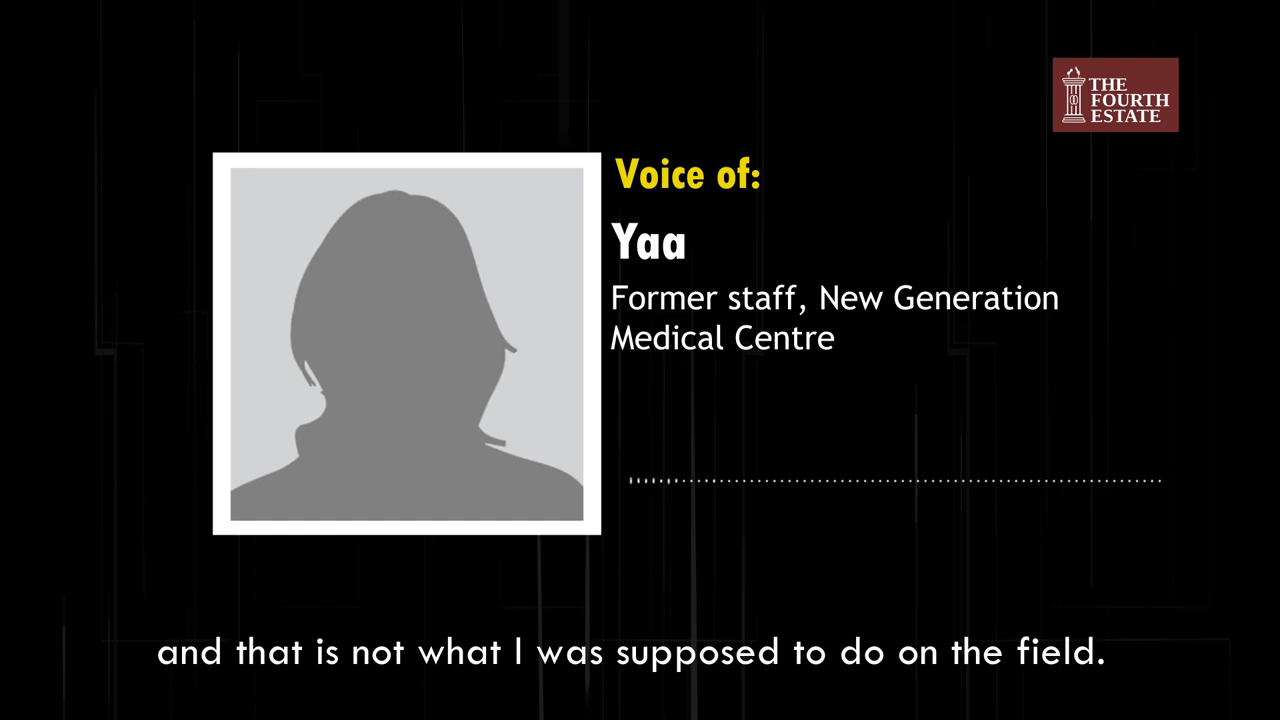 THE
FOURTH
ESTATE
Voice of:
Yaa
Former staff, New Generation
Medical Centre
and that is not what I was supposed to do on the field.